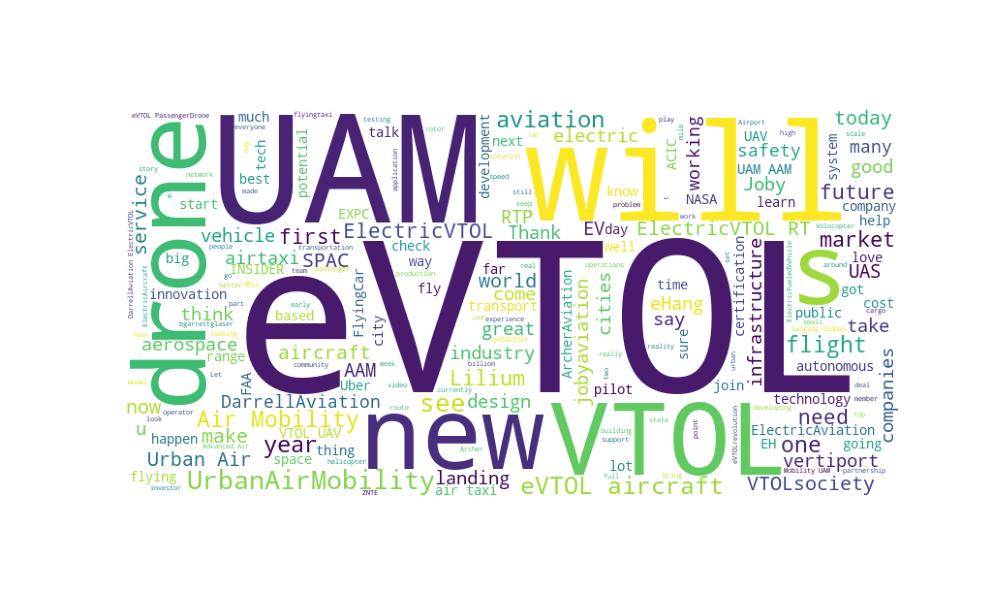 eVTOL PassengerDrone
drone
UAM
will
much
everyone
flyingtaxi
testing
talk
tech
best
potential
application
rotor
development
aviation
next
electric
solution
speed
car
still
keep
play
problem
mile
know
ACIC
working
Airport
UAV
high
safety
UAM AAM
Joby
learn
NASA
work
today
scale
system
many
good
future
company
help
story
network
start
made
service
EXPC
ElectricVTOL
RTP
Thank
EVday
ElectricVTOL RT
Volocopter
market
vehicle
first
people
transportation
check
well
operations
airtaxi
SPAC
big
INSIDER
team
way
far
world
fly
production
go
better
innovation
part
early
based
come
transport
great
use
experience
eVTOL2021
FlyingCar
city
think
bgarrettglaser
aerospace
hour
looking
range
aircraft
community
industry
really
ArcherAviation
cities
jobyaviation
two
eVTOL
time
eHang
say
reality
sure
urban
certification
infrastructure
s
love
UAS
got
around
cost
cargo
public
small
Surging Global
take
flight
autonomous
companies
ElectricFueledVehicle
DarrellAviation ElectricVTOL
ElectricAircraft
model
Let
FAA
Uber
AAM
week
video
billion
currently
Lilium
pilot
join
technology
deal
member
now
operator
look
u
DarrellAviation
route
see
design
Air Mobility
happen
make
VTOL UAV
Advanced Air
year
thing
new
VTOL
Archer
building
support
state
point
developing
top
need
ElectricAviation
EH
one
going
eVTOLrevolution
Urban Air
space
helicopter
vertiport
flying
investor
UrbanAirMobility
landing
lot
full
bring
Mobility UAM
partnership
ZNTE
air taxi
eVTOL aircraft
VTOLsociety